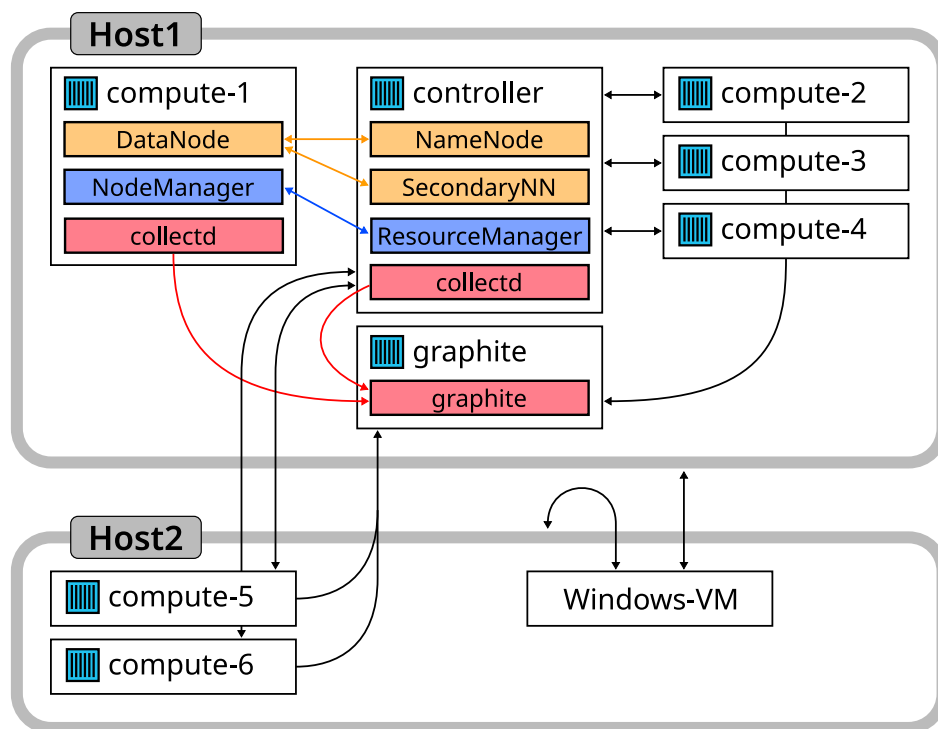 Host1
compute-1
DataNode
NodeManager
collectd
controller
NameNode
SecondaryNN
ResourceManager
collectd
graphite
graphite
compute-2
compute-3
compute-4
Host2
compute-5
compute-6
Windows-VM